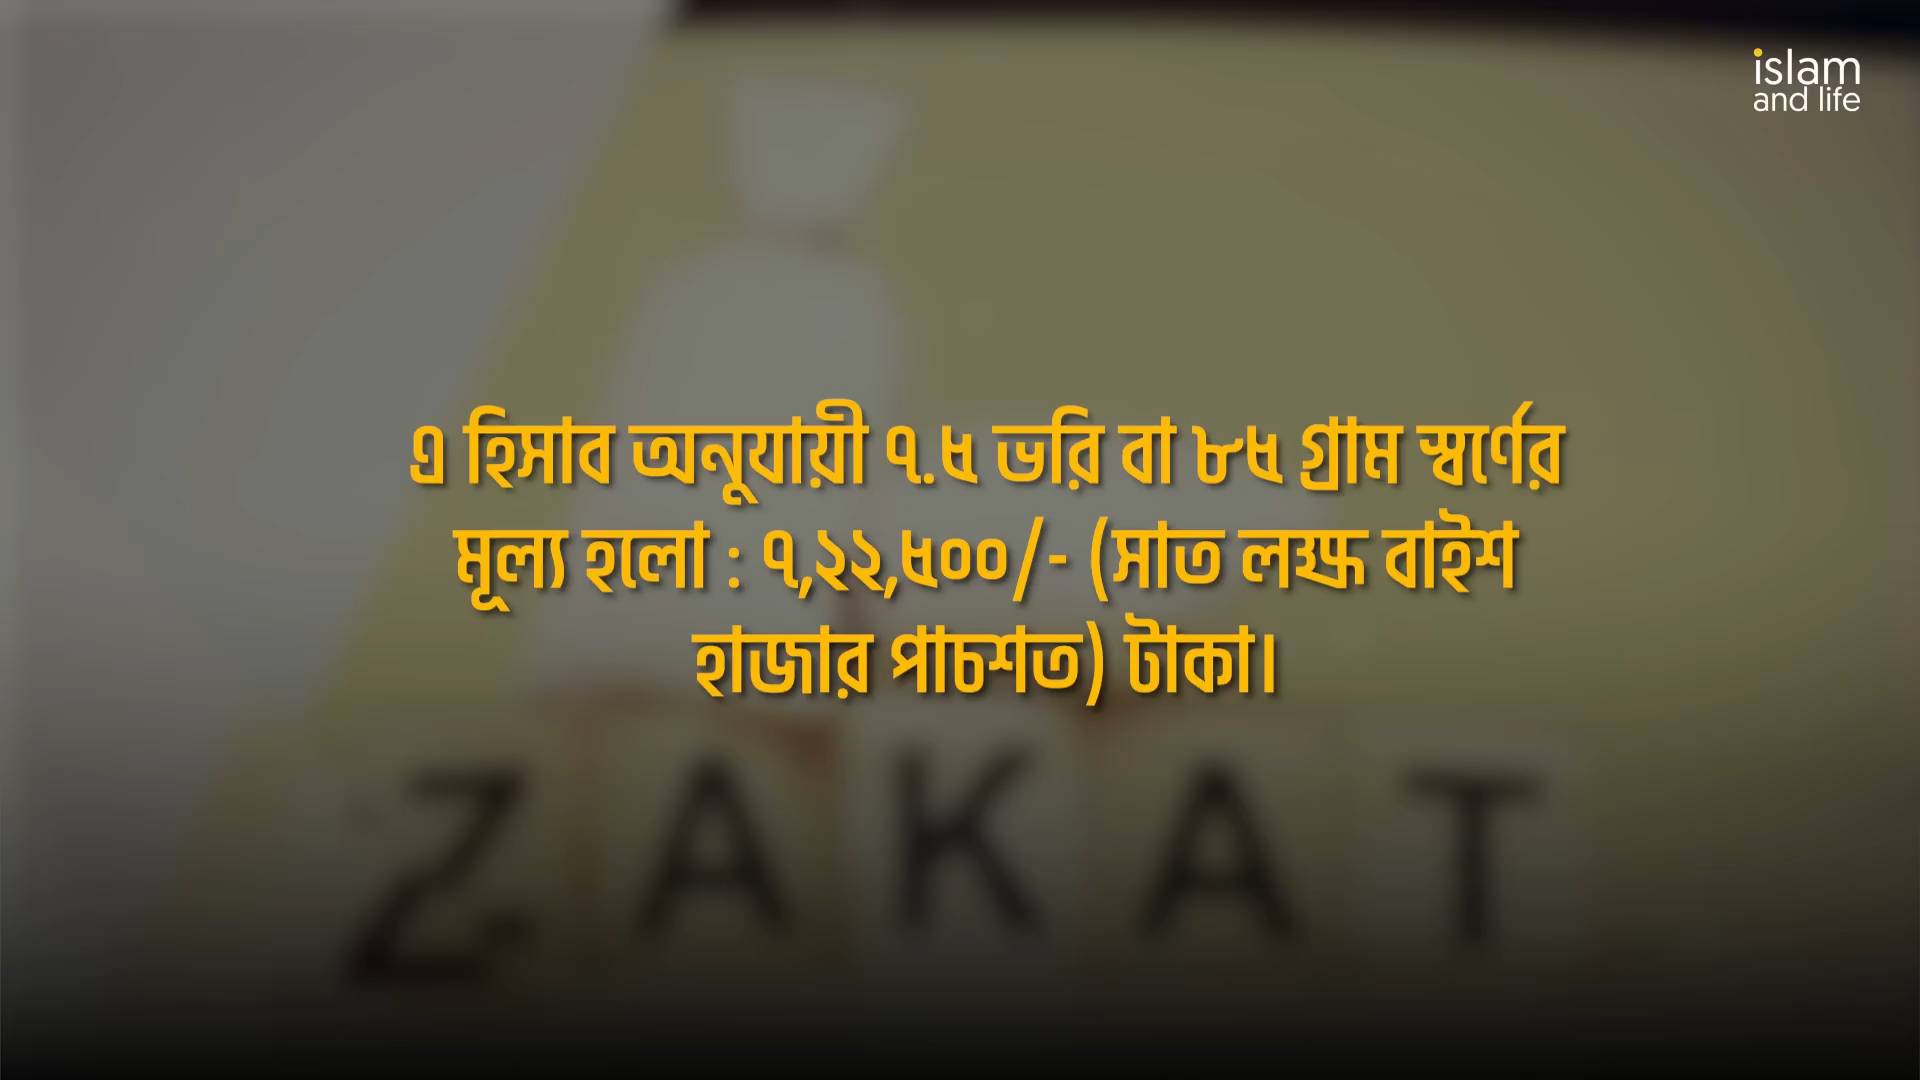 islam
and life
এ হিসাব অনুযায়ী ৭.৫ ভরি বা ৮৫ গ্রাম স্বর্ণের
মূল্য হলো : ৭,২২,৫০০/- (সাত লক্ষ বাইশ
হাজার পাচশত) টাকা।
ZAKAT